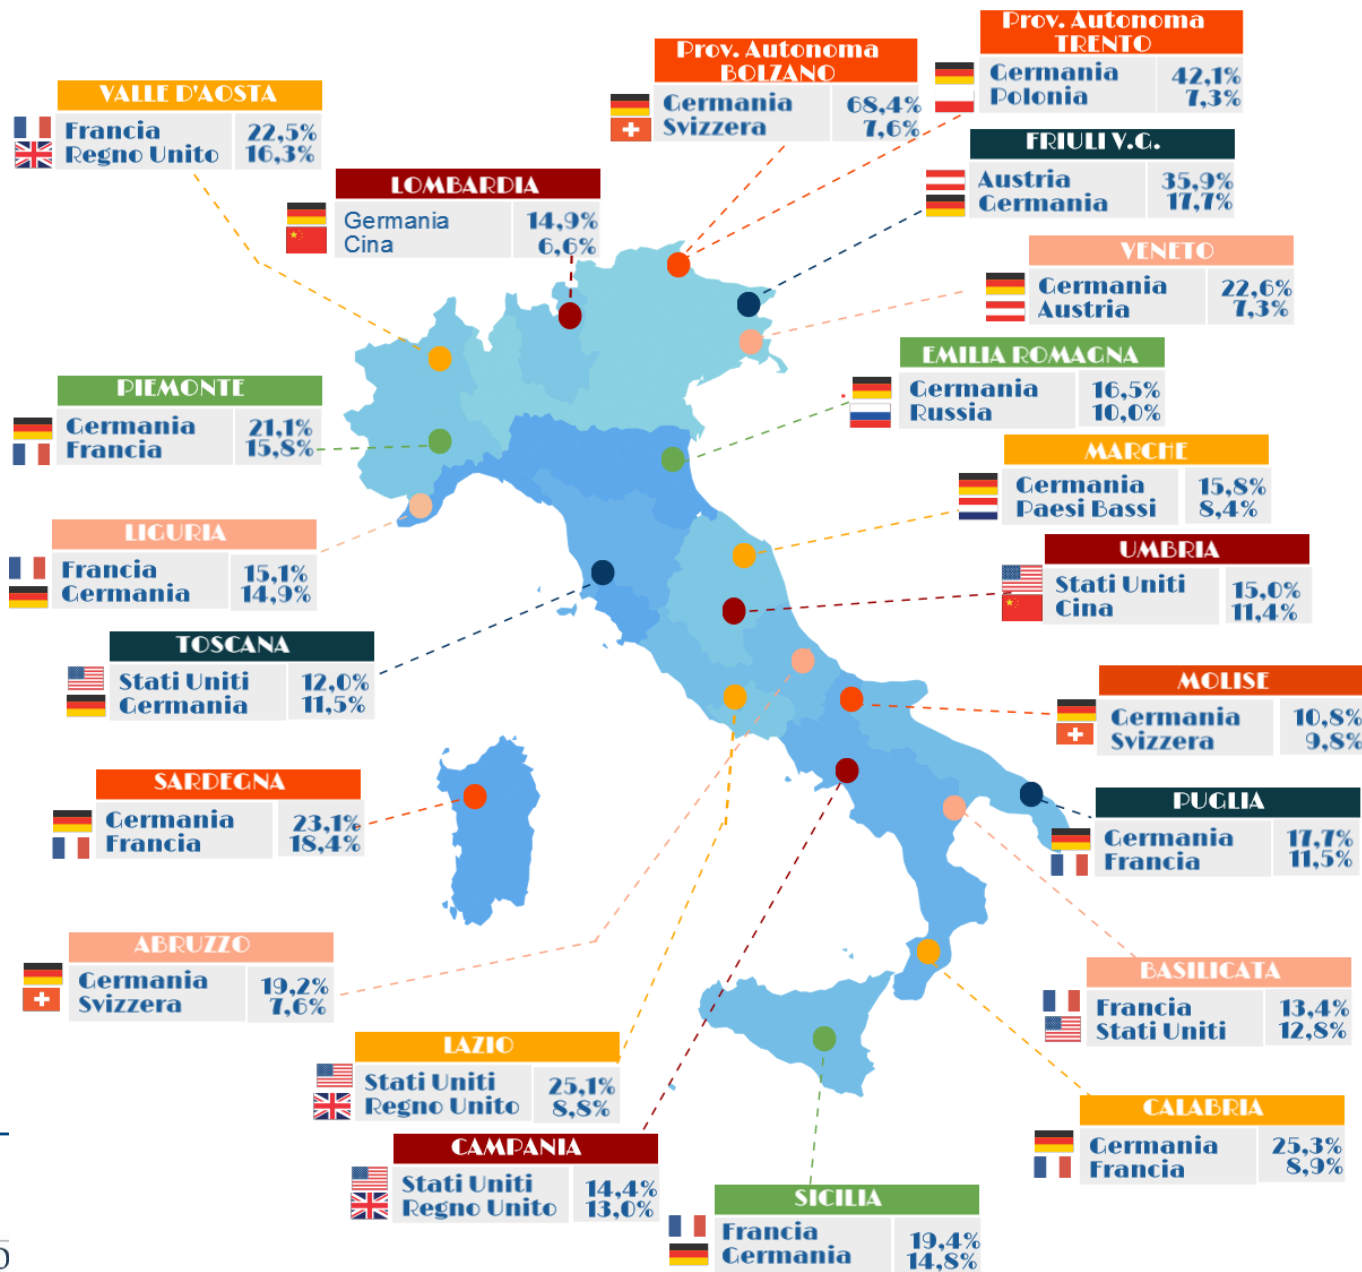 Prov. Autonoma
TRENTO
Germania 42,1%
Polonia 7,3%
Prov. Autonoma
BOLZANO
Germania 68,4%
Svizzera 7,6%
VALLE D'AOSTA
Francia 22,5%
Regno Unito 16,3%
FRIULI V.G.
Austria 35,9%
Germania 17,7%
LOMBARDIA
Germania 14,9%
Cina 6,6%
VENETO
Germania 22,6%
Austria 7,3%
EMILIA ROMAGNA
Germania 16,5%
Russia 10,0%
PIEMONTE
Germania 21,1%
Francia 15,8%
MARCHE
Germania 15,8%
Paesi Bassi 8,4%
LIGURIA
Francia 15,1%
Germania 14,9%
UMBRIA
Stati Uniti 15,0%
Cina 11,4%
TOSCANA
Stati Uniti 12,0%
Germania 11,5%
MOLISE
Germania 10,8%
Svizzera 9,8%
SARDEGNA
Germania 23,1%
Francia 18,4%
PUGLIA
Germania 17,7%
Francia 11,5%
ABRUZZO
Germania 19,2%
Svizzera 7,6%
BASILICATA
Francia 13,4%
Stati Uniti 12,8%
LAZIO
Stati Uniti 25,1%
Regno Unito 8,8%
CALABRIA
Germania 25,3%
Francia 8,9%
CAMPANIA
Stati Uniti 14,4%
Regno Unito 13,0%
SICILIA
Francia 19,4%
Germania 14,8%